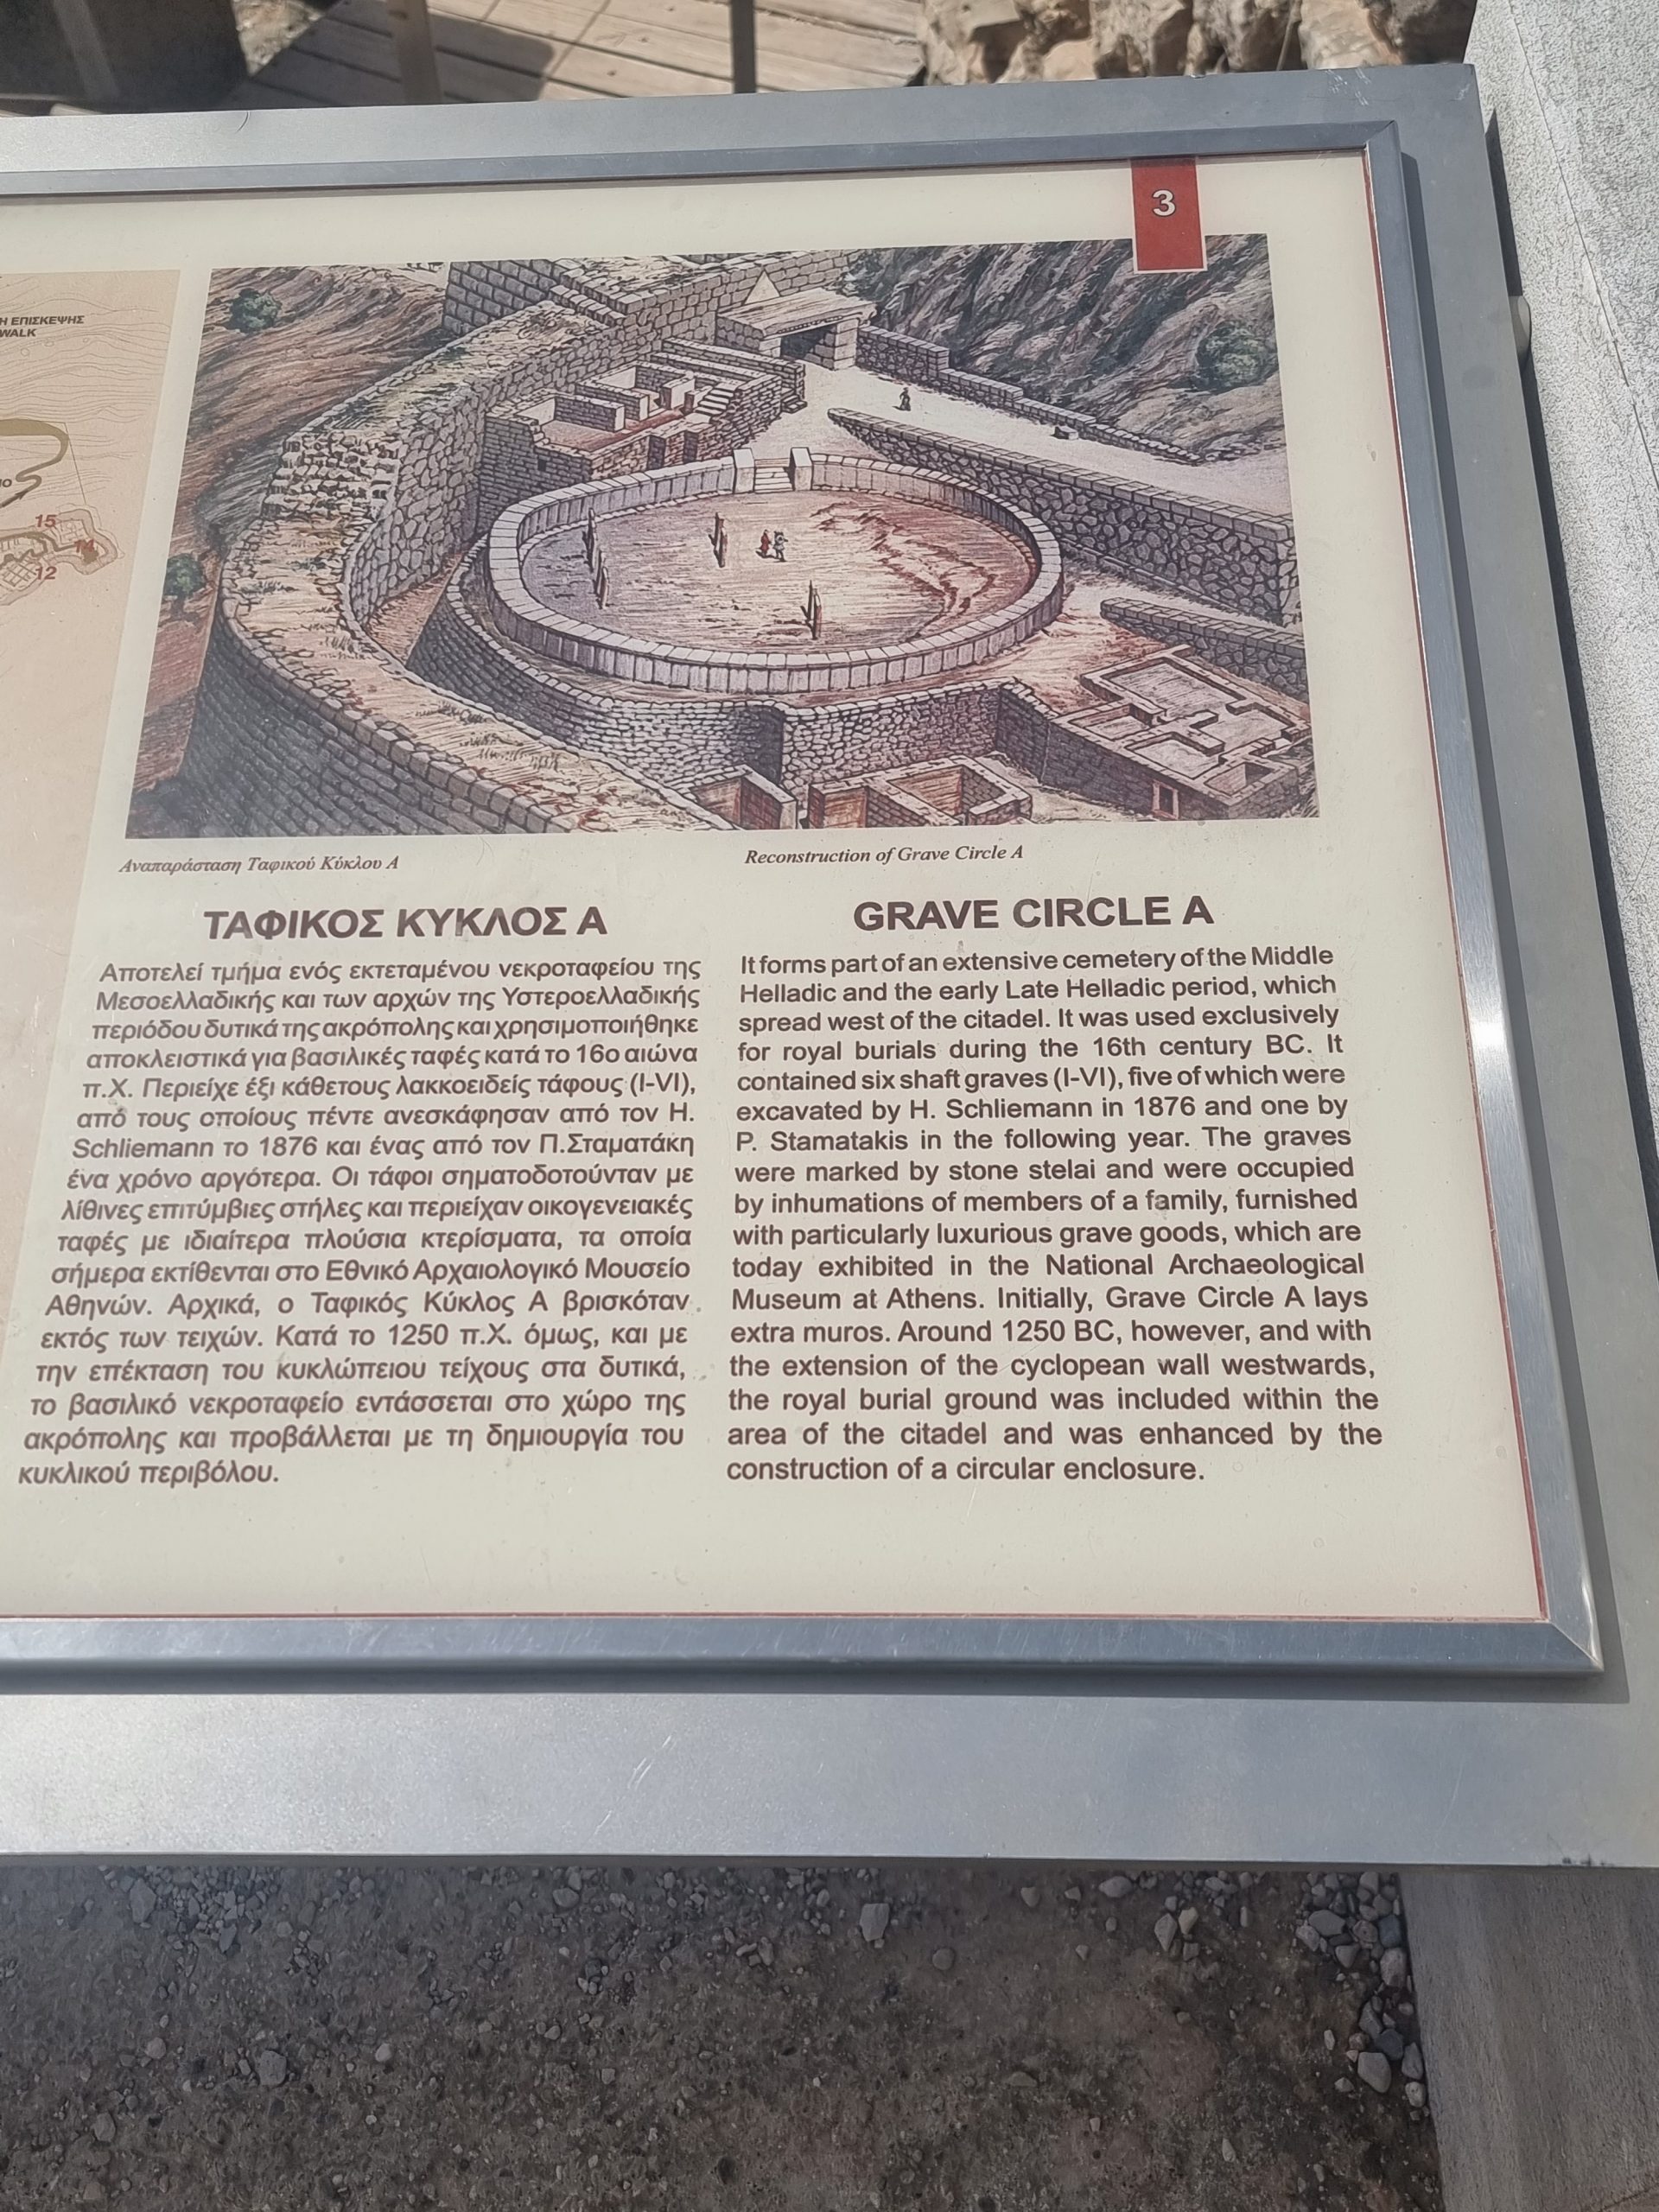 3
Η ΕΠΙΣΚΕΨΗΣ
WALK
15
14
12
Αναπαράσταση Ταφικού Κύκλου Α
Reconstruction of Grave Circle A
ΤΑΦΙΚΟΣ ΚΥΚΛΟΣ Α
Αποτελεί τμήμα ενός εκτεταμένου νεκροταφείου της
Μεσοελλαδικής και των αρχών της Υστεροελλαδικής
περιόδου δυτικά της ακρόπολης και χρησιμοποιήθηκε
αποκλειστικά για βασιλικές ταφές κατά το 16ο αιώνα
π.Χ. Περιείχε έξι κάθετους λακκοειδείς τάφους (I-VI),
από τους οποίους πέντε ανεσκάφησαν από τον H.
Schliemann το 1876 και ένας από τον Π.Σταματάκη
ένα χρόνο αργότερα. Οι τάφοι σηματοδοτούνταν με
λίθινες επιτύμβιες στήλες και περιείχαν οικογενειακές
ταφές με ιδιαίτερα πλούσια κτερίσματα, τα οποία
σήμερα εκτίθενται στο Εθνικό Αρχαιολογικό Μουσείο
Αθηνών. Αρχικά, ο Ταφικός Κύκλος Α βρισκόταν
εκτός των τειχών. Κατά το 1250 π.Χ. όμως, και με
την επέκταση του κυκλώπειου τείχους στα δυτικά,
το βασιλικό νεκροταφείο εντάσσεται στο χώρο της
ακρόπολης και προβάλλεται με τη δημιουργία του
κυκλικού περιβόλου.
GRAVE CIRCLE A
It forms part of an extensive cemetery of the Middle
Helladic and the early Late Helladic period, which
spread west of the citadel. It was used exclusively
for royal burials during the 16th century BC. It
contained six shaft graves (I-VI), five of which were
excavated by H. Schliemann in 1876 and one by
P. Stamatakis in the following year. The graves
were marked by stone stelai and were occupied
by inhumations of members of a family, furnished
with particularly luxurious grave goods, which are
today exhibited in the National Archaeological
Museum at Athens. Initially, Grave Circle A lays
extra muros. Around 1250 BC, however, and with
the extension of the cyclopean wall westwards,
the royal burial ground was included within the
area of the citadel and was enhanced by the
construction of a circular enclosure.